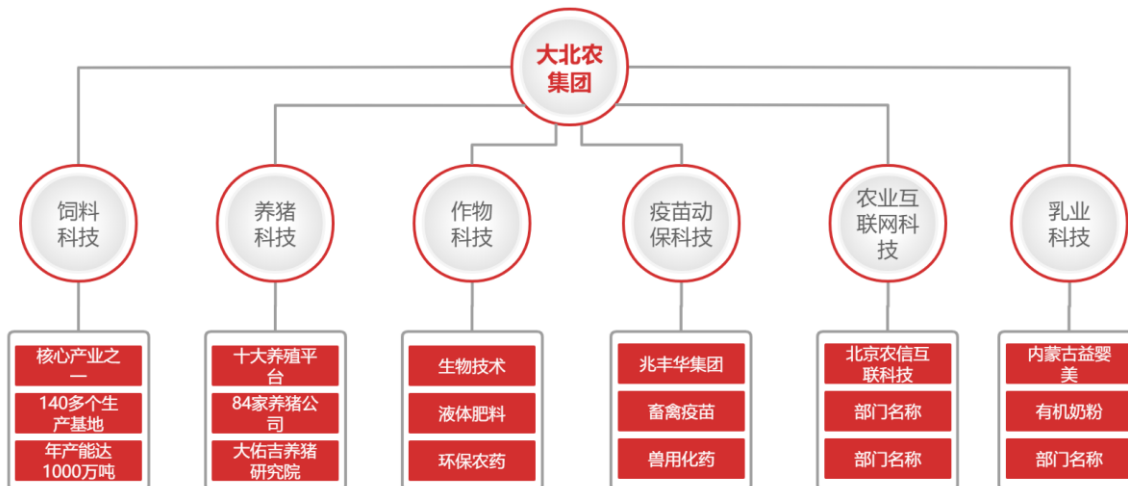 大北农
集团
饲料
科技
养猪
科技
作物
科技
疫苗动
保科技
农业互
联网科
技
乳业
科技
核心产业之
一
140多个生
产基地
年产能达
1000万吨
十大养殖平
台
84家养猪公
司
大佑吉养猪
研究院
生物技术
液体肥料
环保农药
兆丰华集团
畜禽疫苗
兽用化药
北京农信互
联科技
部门名称
部门名称
内蒙古益婴
美
有机奶粉
部门名称